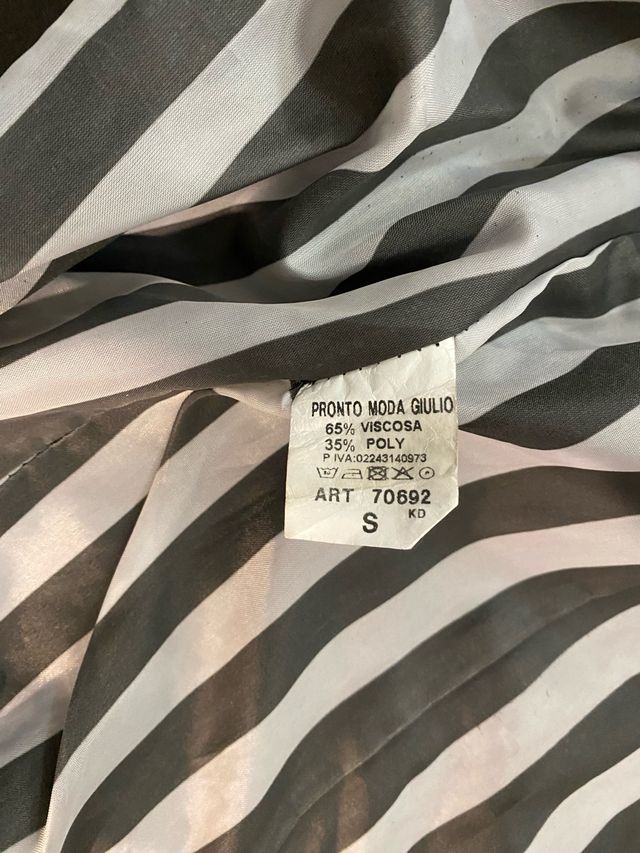 PRONTO MODA GIULIO
65% VISCOSA
35% POLY
P IVA:02243140973
ART 70692
KD
S